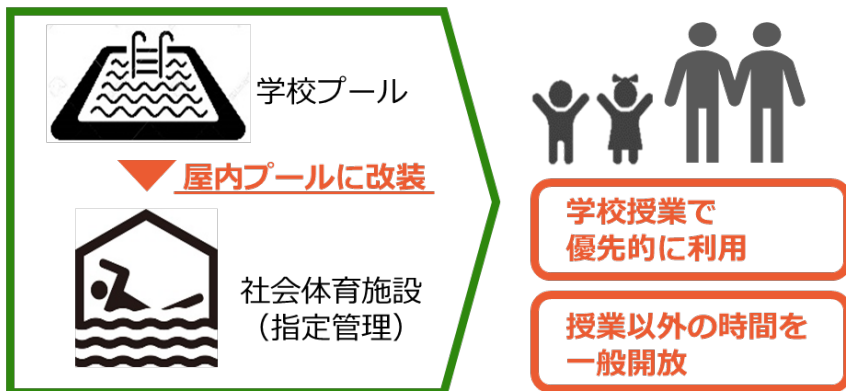 学校プール
屋内プールに改装
社会体育施設
（指定管理）
学校授業で
優先的に利用
授業以外の時間を
一般開放